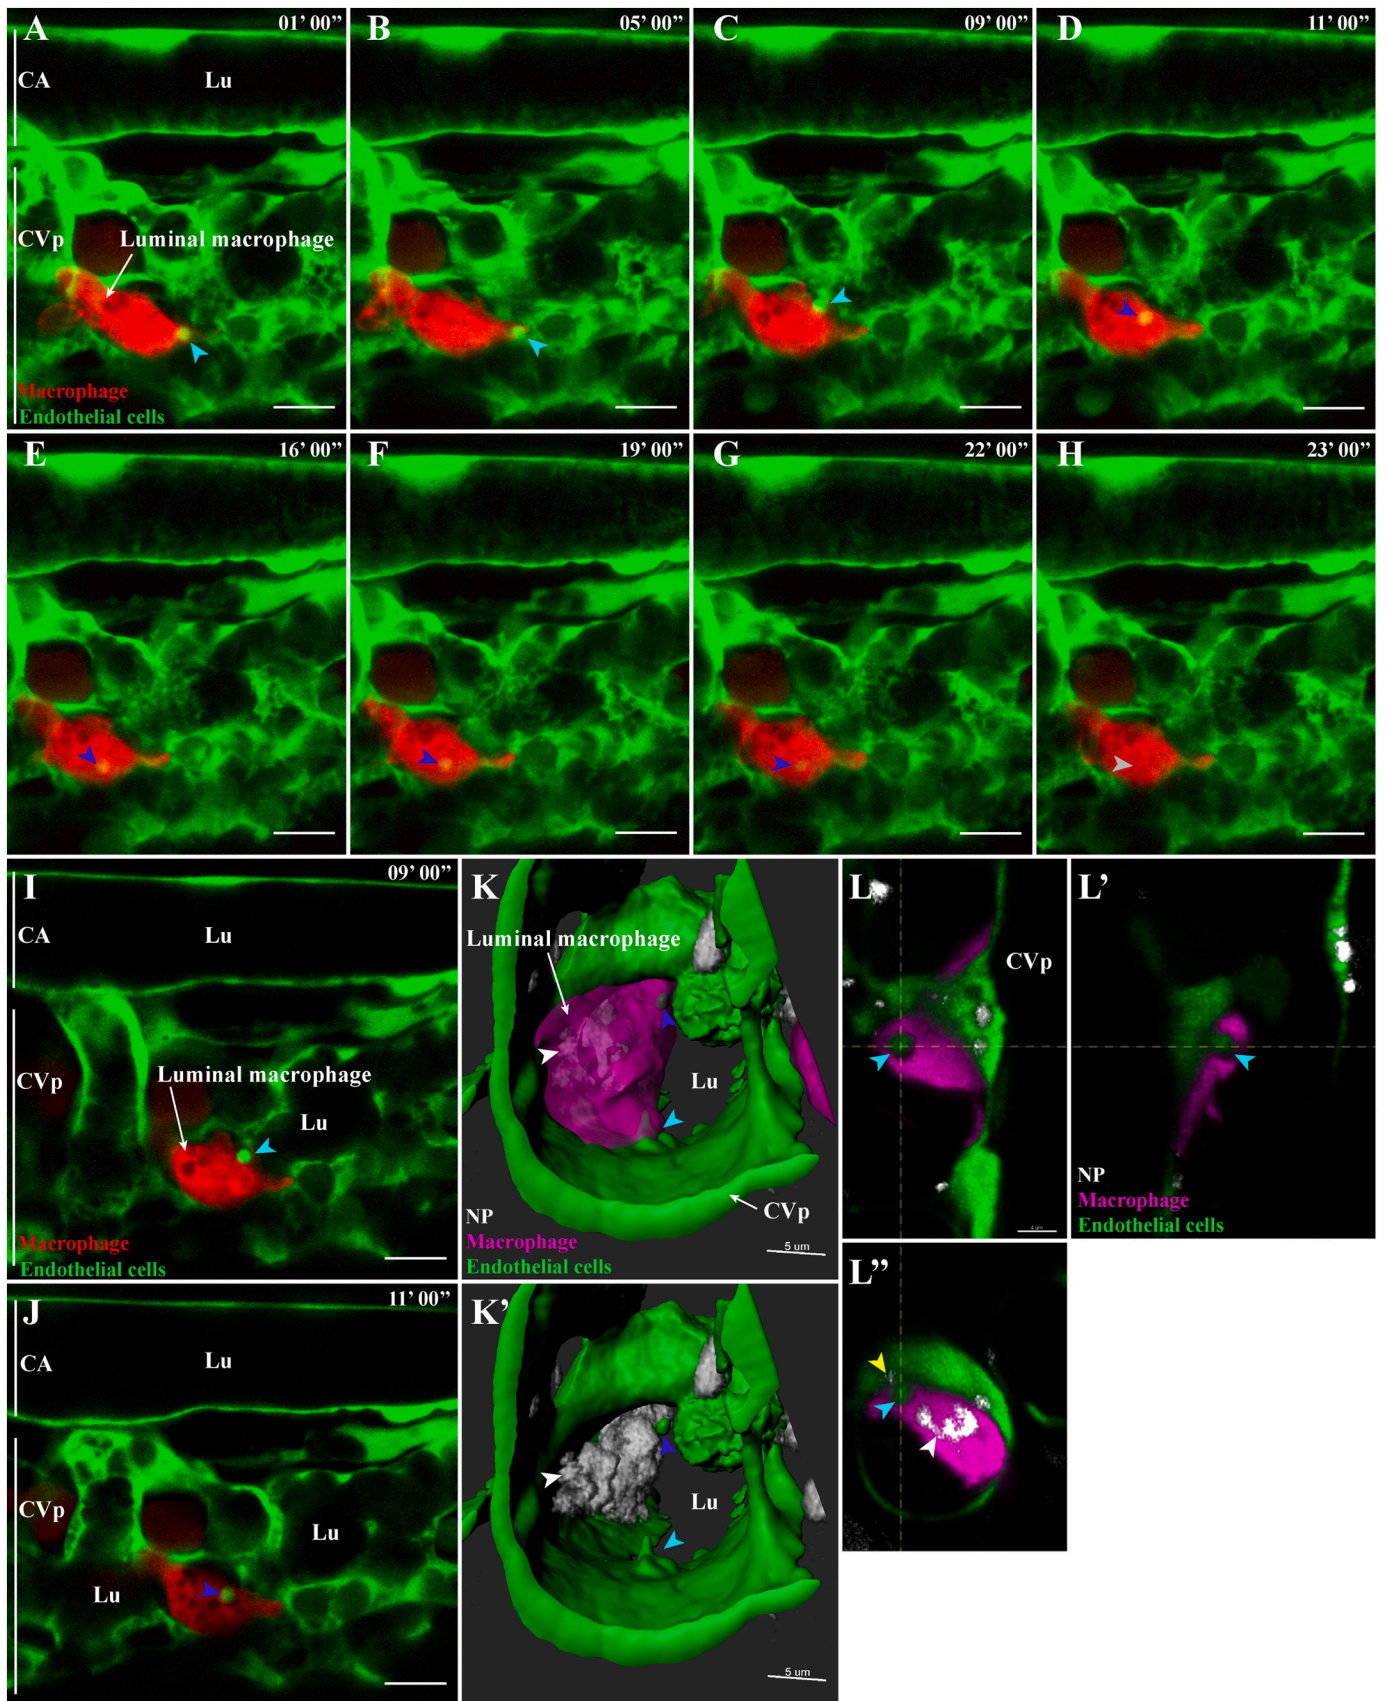 A 01' 00” B 05' 00” C 09' 00” D 11' 00”
CA Lu
CVp Luminal macrophage
Macrophage
Endothelial cells
E 16' 00” F 19' 00” G 22' 00” H 23' 00”
I 09' 00”
CA Lu
CVp Luminal macrophage
Lu
Macrophage
Endothelial cells
K
Luminal macrophage
Lu
CVp
NP
Macrophage
Endothelial cells
5 um
L
CVp
4 um
L’
NP
Macrophage
Endothelial cells
J 11' 00”
Lu
CA
CVp
Lu
Lu
K’
Lu
5 um
L”